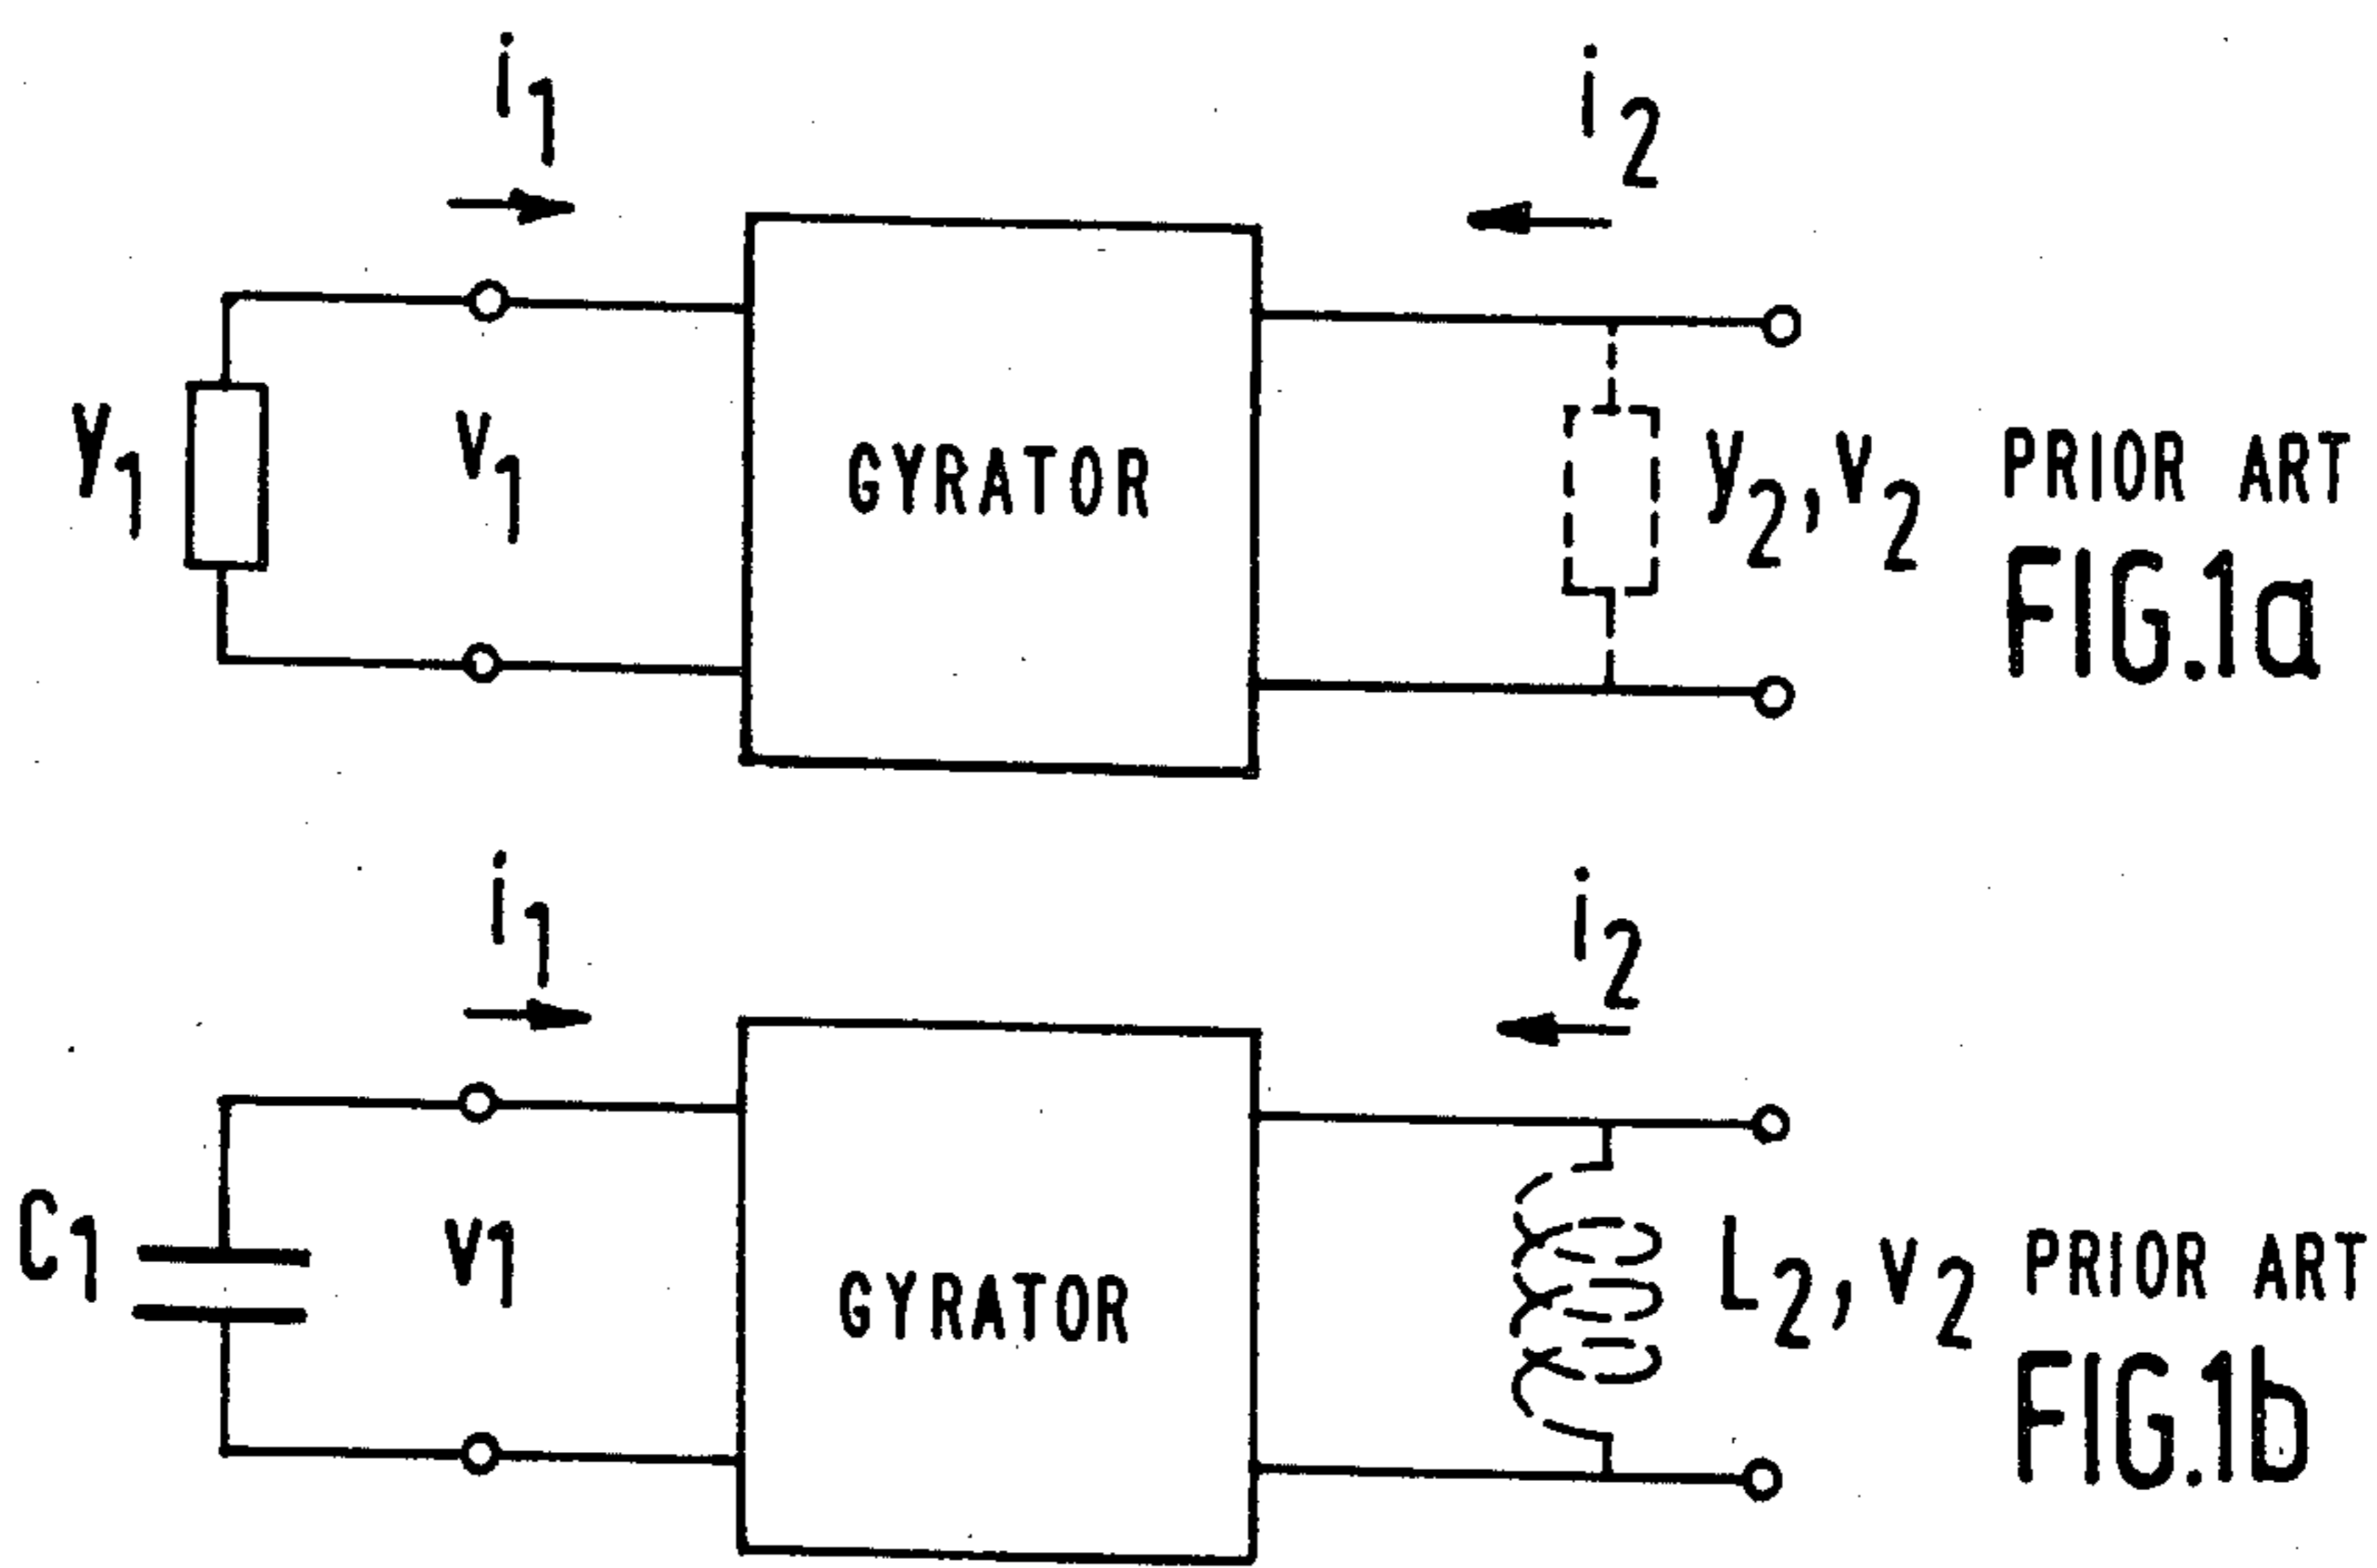 i1
i2
y1
v1
GYRATOR
y2, v2
PRIOR ART
FIG.1a
i1
i2
C1
v1
GYRATOR
L2, v2
PRIOR ART
FIG.1b